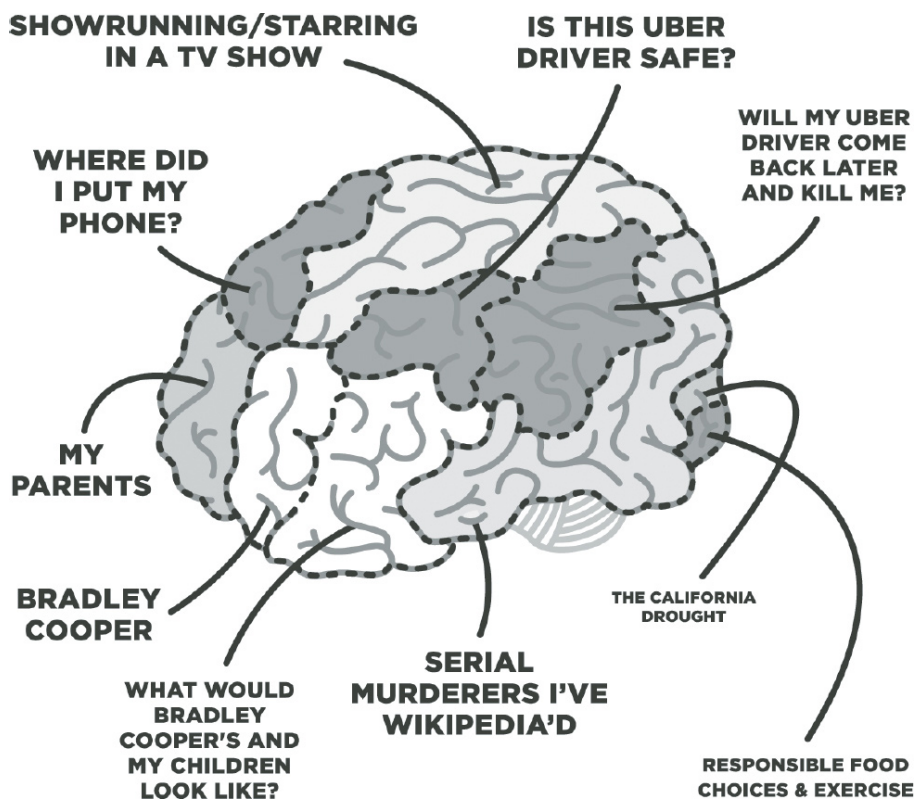 SHOWRUNNING/STARRING
IN A TV SHOW
IS THIS UBER
DRIVER SAFE?
WILL MY UBER
DRIVER COME
BACK LATER
AND KILL ME?
WHERE DID
I PUT MY
PHONE?
MY
PARENTS
BRADLEY
COOPER
WHAT WOULD
BRADLEY
COOPER'S AND
MY CHILDREN
LOOK LIKE?
SERIAL
MURDERERS I'VE
WIKIPEDIA'D
THE CALIFORNIA
DROUGHT
RESPONSIBLE FOOD
CHOICES & EXERCISE